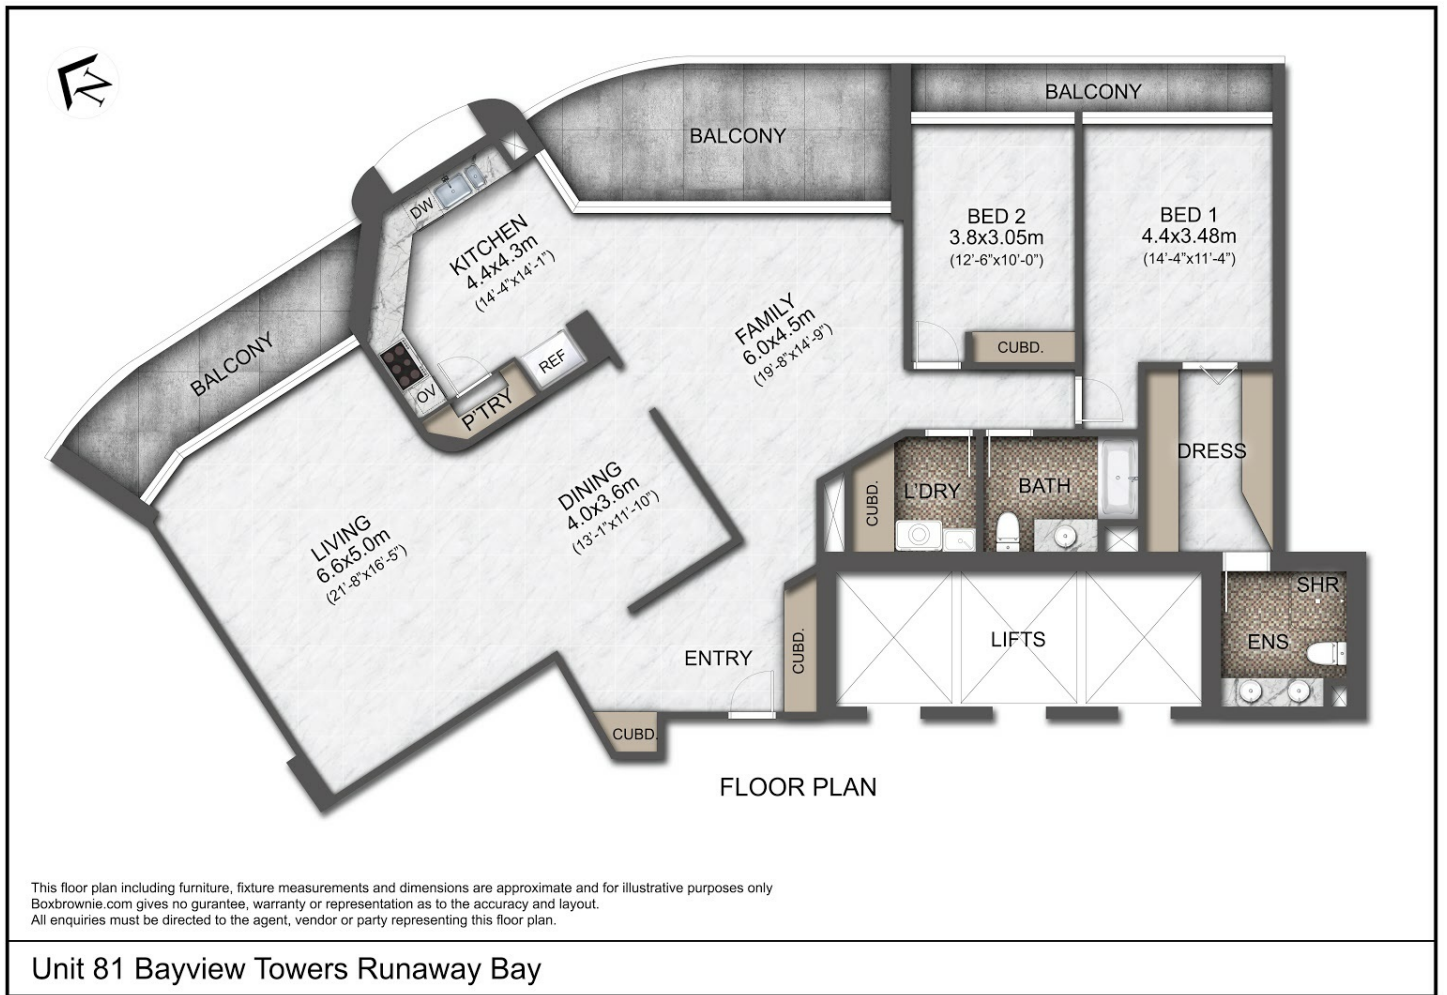 N
BALCONY
BALCONY
BALCONY
DW
KITCHEN
4.4x4.3m
(14'-4"x14'-1")
BED 2
3.8x3.05m
(12'-6"x10'-0")
BED 1
4.4x3.48m
(14'-4"x11'-4")
FAMILY
6.0x4.5m
(19'-8"x14'-9")
CUBD.
REF
OV
P'TRY
DRESS
DINING
4.0x3.6m
(13'-1"x11'-10")
CUBD.
L'DRY
BATH
LIVING
6.6x5.0m
(21'-8"x16'-5")
SHR
ENS
LIFTS
ENTRY
CUBD.
CUBD.
FLOOR PLAN
This floor plan including furniture, fixture measurements and dimensions are approximate and for illustrative purposes only
Boxbrownie.com gives no gurantee, warranty or representation as to the accuracy and layout.
All enquiries must be directed to the agent, vendor or party representing this floor plan.
Unit 81 Bayview Towers Runaway Bay